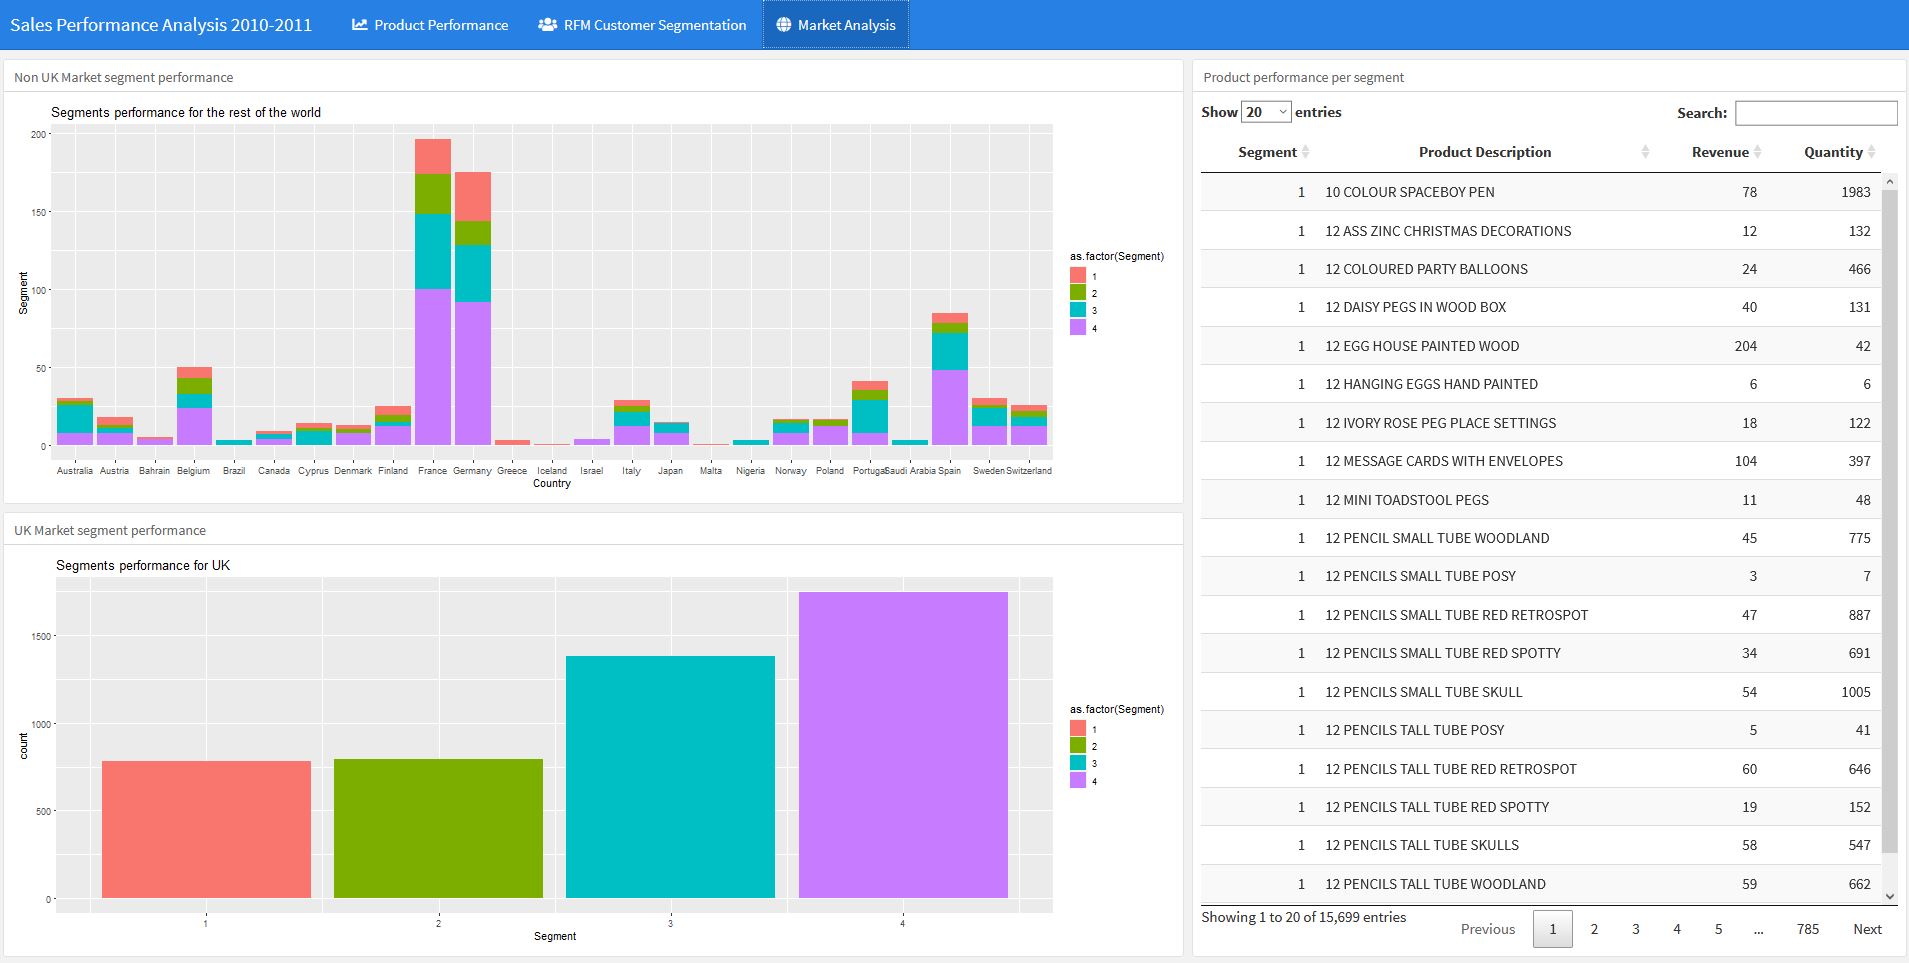 Sales Performance Analysis 2010-2011 Product Performance RFM Customer Segmentation Market Analysis
Non UK Market segment performance
Segments performance for the rest of the world
200
150
100
50
0
Segment
Australia Austria Bahrain Belgium Brazil Canada Cyprus Denmark Finland France Germany Greece Iceland Israel Italy Japan Malta Nigeria Norway Poland Portugal Saudi Arabia Spain Sweden Switzerland
Country
as.factor(Segment)
1
2
3
4
UK Market segment performance
Segments performance for UK
1500
1000
500
0
count
1 2 3 4
Segment
as.factor(Segment)
1
2
3
4
Product performance per segment
Show 20 entries Search:
Segment Product Description Revenue Quantity
1 10 COLOUR SPACEBOY PEN 78 1983
1 12 ASS ZINC CHRISTMAS DECORATIONS 12 132
1 12 COLOURED PARTY BALLOONS 24 466
1 12 DAISY PEGS IN WOOD BOX 40 131
1 12 EGG HOUSE PAINTED WOOD 204 42
1 12 HANGING EGGS HAND PAINTED 6 6
1 12 IVORY ROSE PEG PLACE SETTINGS 18 122
1 12 MESSAGE CARDS WITH ENVELOPES 104 397
1 12 MINI TOADSTOOL PEGS 11 48
1 12 PENCIL SMALL TUBE WOODLAND 45 775
1 12 PENCILS SMALL TUBE POSY 3 7
1 12 PENCILS SMALL TUBE RED RETROSPOT 47 887
1 12 PENCILS SMALL TUBE RED SPOTTY 34 691
1 12 PENCILS SMALL TUBE SKULL 54 1005
1 12 PENCILS TALL TUBE POSY 5 41
1 12 PENCILS TALL TUBE RED RETROSPOT 60 646
1 12 PENCILS TALL TUBE RED SPOTTY 19 152
1 12 PENCILS TALL TUBE SKULLS 58 547
1 12 PENCILS TALL TUBE WOODLAND 59 662
Showing 1 to 20 of 15,699 entries
Previous 1 2 3 4 5 ... 785 Next